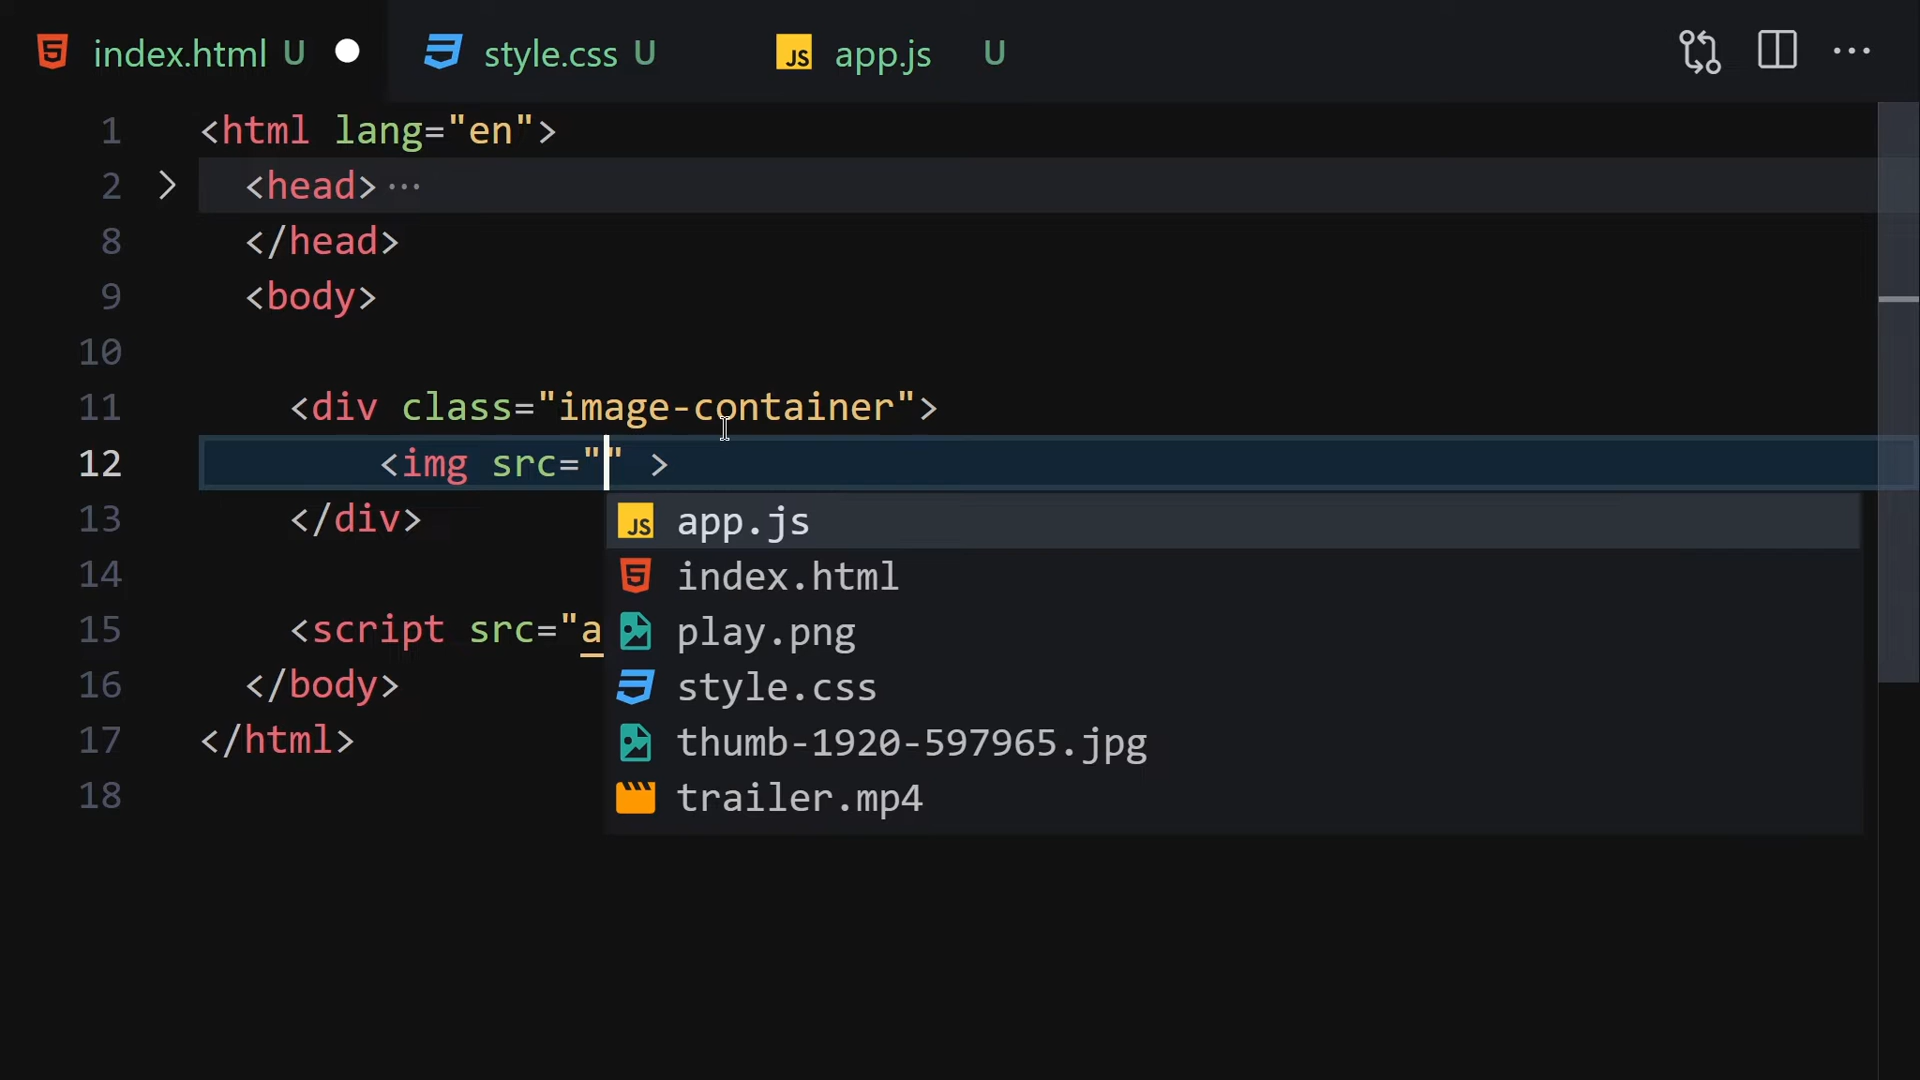 index.html U style.css U JS app.js U
1 <html lang="en">
2 <head>
8 </head>
9 <body>
10
11 <div class="image-container">
12 <img src="" >
13 </div>
JS app.js
14 index.html
15 <script src="a
play.png
16 </body>
style.css
17 </html>
thumb-1920-597965.jpg
18
trailer.mp4